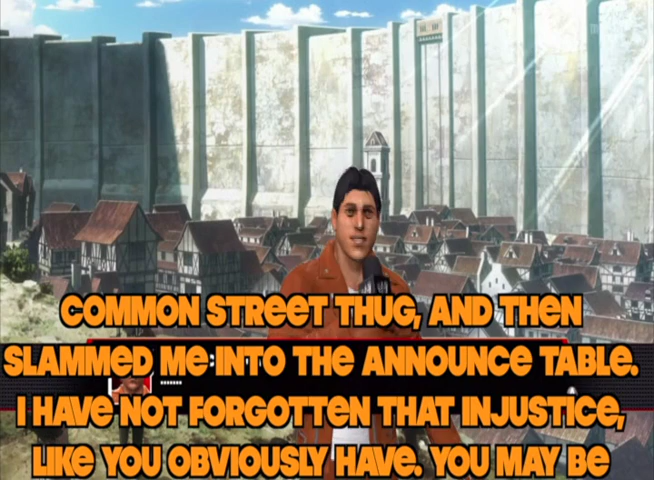 COMMON STREET THUG, AND THEN
SLAMMED ME INTO THE ANNOUNCE TABLE.
I HAVE NOT FORGOTTEN THAT INJUSTICE,
LIKE YOU OBVIOUSLY HAVE. YOU MAY BE